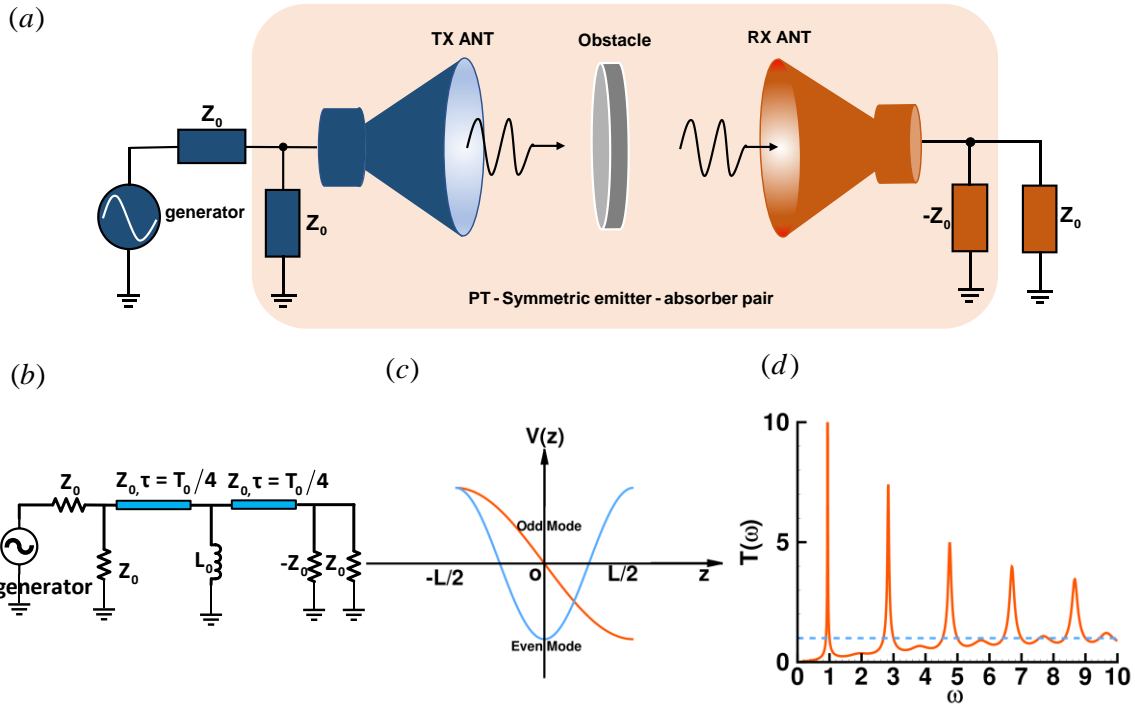 (a)
TX ANT
Obstacle
RX ANT
Z₀
generator
Z₀
-Z₀
Z₀
PT - Symmetric emitter - absorber pair
(b)
Z₀
Z₀, τ = T₀/4
Z₀, τ = T₀/4
Z₀
L₀
-Z₀
Z₀
generator
(c)
V(z)
Odd Mode
-L/2
o
L/2
z
Even Mode
(d)
10
5
0
T(ω)
0 1 2 3 4 5 6 7 8 9 10
ω